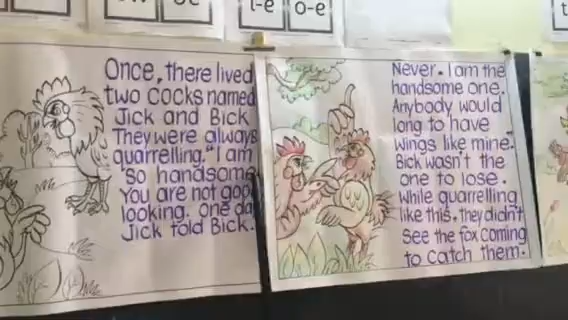 i-e
o-e
Once, there lived
two cocks named
Jick and Bick
They were always
quarrelling. "I am
so handsome
You are not goo
looking. One da
Jick told Bick.
Never. I am the
handsome one.
Anybody would
long to have
wings like mine.
Bick wasn't the
one to lose.
While quarrelling
like this, they didn't
see the fox coming
to catch them.